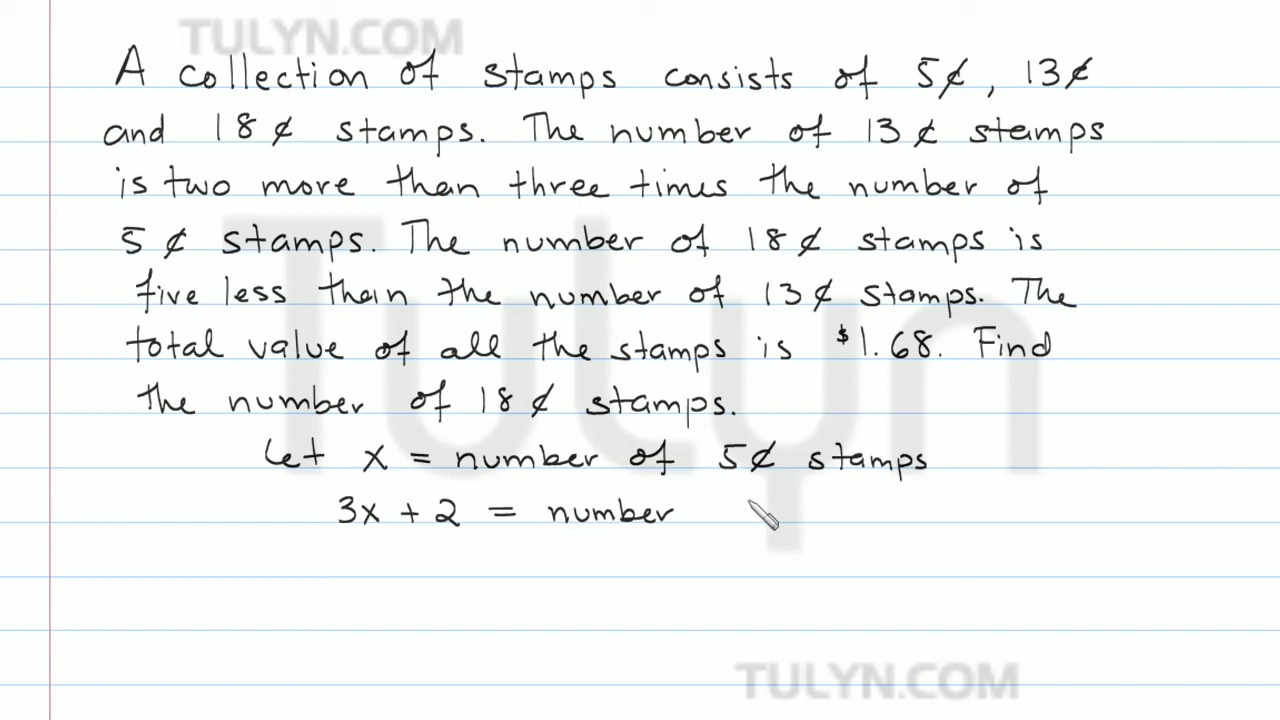 TULYN.COM
A collection of stamps consists of 5¢, 13¢
and 18¢ stamps. The number of 13¢ stamps
is two more than three times the number of
5¢ stamps. The number of 18¢ stamps is
five less than the number of 13¢ stamps. The
total value of all the stamps is $1.68. Find
the number of 18¢ stamps.
Let x = number of 5¢ stamps
3x + 2 = number
Tulyn
TULYN.COM